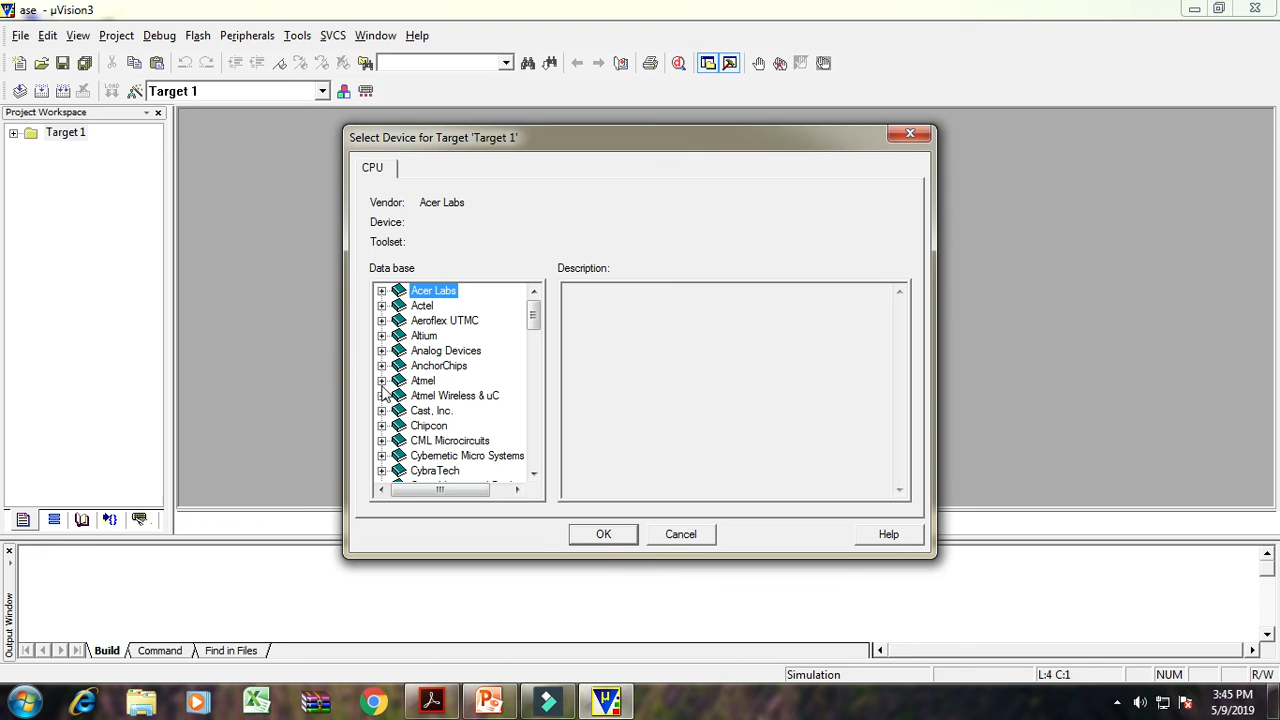 ase - µVision3
File Edit View Project Debug Flash Peripherals Tools SVCS Window Help
LOAD
Target 1
Project Workspace
Target 1
Select Device for Target 'Target 1'
CPU
Vendor: Acer Labs
Device:
Toolset:
Data base
Description:
Acer Labs
Actel
Aeroflex UTMC
Altium
Analog Devices
AnchorChips
Atmel
Atmel Wireless & uC
Cast, Inc.
Chipcon
CML Microcircuits
Cybernetic Micro Systems
CybraTech
OK Cancel Help
Output Window
Build Command Find in Files
Simulation L:4 C:1 NUM R/W
3:45 PM
5/9/2019